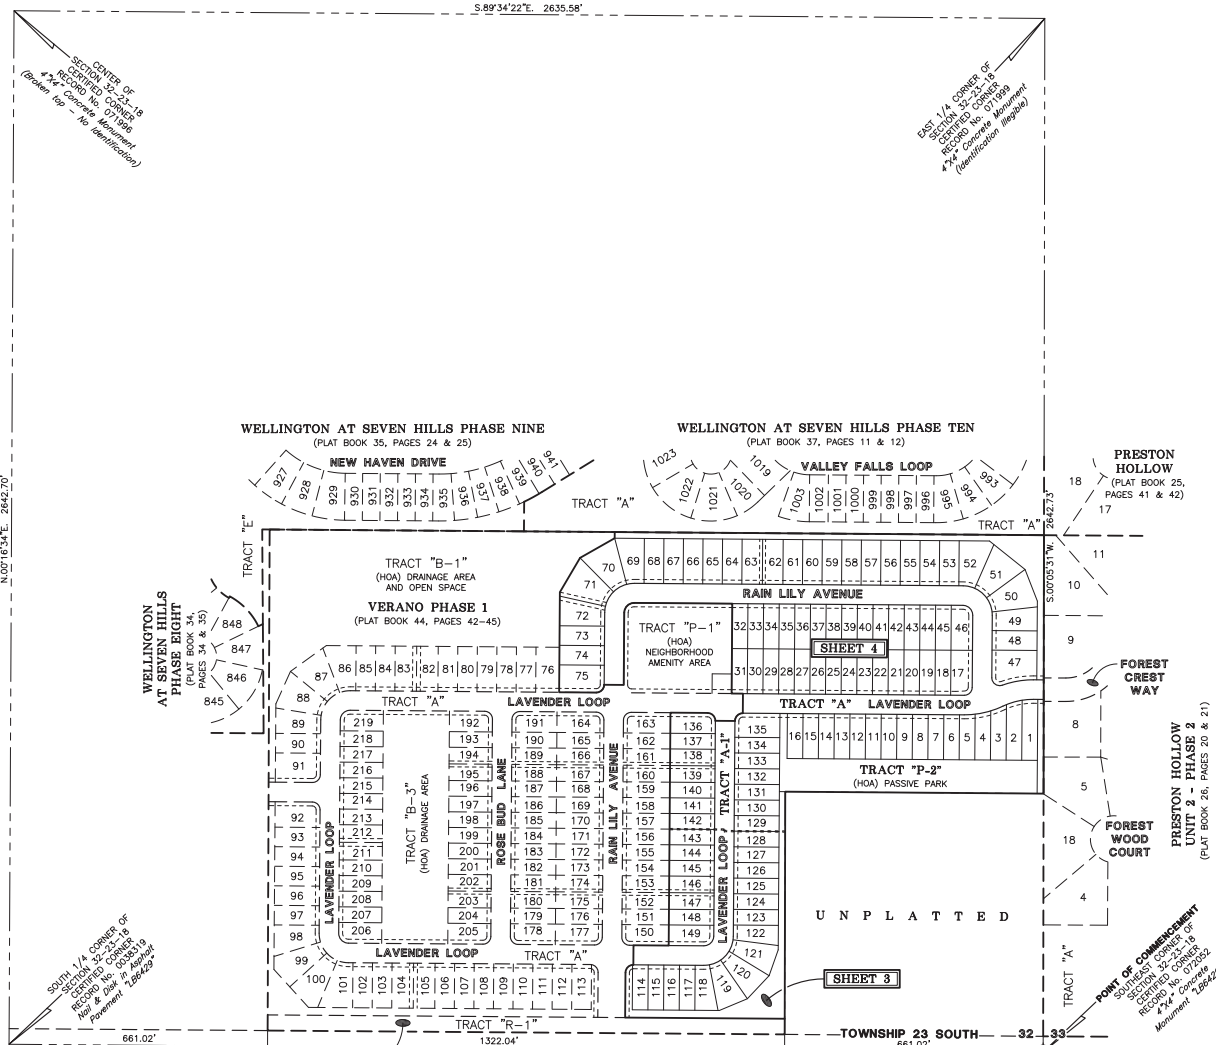 S.89°34'22"E. 2635.58'
CENTER OF
SECTION 32-23-18
CERTIFIED CORNER
RECORD No. 071996
4"X4" Concrete Monument
(Broken top - No Identification)
EAST 1/4 CORNER OF
SECTION 32-23-18
CERTIFIED CORNER
RECORD No. 071999
4"X4" Concrete Monument
(Identification Illegible)
WELLINGTON AT SEVEN HILLS PHASE NINE
(PLAT BOOK 35, PAGES 24 & 25)
NEW HAVEN DRIVE
927 928 929 930 931 932 933 934 935 936 937 938 939 940 941
WELLINGTON AT SEVEN HILLS PHASE TEN
(PLAT BOOK 37, PAGES 11 & 12)
VALLEY FALLS LOOP
1023 1022 1021 1020 1019 1003 1002 1001 1000 999 998 997 996 995 994 993
PRESTON
HOLLOW
(PLAT BOOK 25,
PAGES 41 & 42)
18
17
TRACT "A"
TRACT "A"
N.00°16'34"E. 2642.70'
TRACT "E"
S.00°05'31"W. 2642.73'
TRACT "B-1"
(HOA) DRAINAGE AREA
AND OPEN SPACE
VERANO PHASE 1
(PLAT BOOK 44, PAGES 42-45)
WELLINGTON
AT SEVEN HILLS
PHASE EIGHT
(PLAT BOOK 34,
PAGES 34 & 35)
848
847
846
845
69 68 67 66 65 64 63 62 61 60 59 58 57 56 55 54 53 52
70
71
51
50
72
73
74
75
49
48
47
11
10
9
RAIN LILY AVENUE
TRACT "P-1"
(HOA)
NEIGHBORHOOD
AMENITY AREA
32 33 34 35 36 37 38 39 40 41 42 43 44 45 46
SHEET 4
31 30 29 28 27 26 25 24 23 22 21 20 19 18 17
FOREST
CREST
WAY
86 85 84 83 82 81 80 79 78 77 76
87
88
89
90
91
TRACT "A"
LAVENDER LOOP
TRACT "A" LAVENDER LOOP
16 15 14 13 12 11 10 9 8 7 6 5 4 3 2 1
TRACT "P-2"
(HOA) PASSIVE PARK
8
5
18
4
FOREST
WOOD
COURT
PRESTON HOLLOW
UNIT 2 - PHASE 2
(PLAT BOOK 26, PAGES 20 & 21)
219
218
217
216
215
214
213
212
211
210
209
208
207
206
TRACT "B-3"
(HOA) DRAINAGE AREA
192
193
194
195
196
197
198
199
200
201
202
203
204
205
ROSE BUD LANE
191 164
190 165
189 166
188 167
187 168
186 169
185 170
184 171
183 172
182 173
181 174
180 175
179 176
178 177
RAIN LILY AVENUE
163 136
162 137
161 138
160 139
159 140
158 141
157 142
156 143
155 144
154 145
153 146
152 147
151 148
150 149
LAVENDER LOOP, TRACT "A-1"
135
134
133
132
131
130
129
128
127
126
125
124
123
122
121
120
119
92
93
94
95
96
97
98
99
100
LAVENDER LOOP
LAVENDER LOOP
TRACT "A"
101 102 103 104 105 106 107 108 109 110 111 112 113
114 115 116 117 118
UNPLATTED
SHEET 3
TRACT "A"
POINT OF COMMENCEMENT
SOUTHEAST CORNER OF
SECTION 32-23-18
CERTIFIED CORNER
RECORD No. 072052
4"X4" Concrete
Monument "LB6429"
SOUTH 1/4 CORNER OF
SECTION 32-23-18
CERTIFIED CORNER
RECORD No. 0038319
Nail & Disk in Asphalt
Pavement "LB6429"
TRACT "R-1"
TOWNSHIP 23 SOUTH 32 33
661.02'
1322.04'
661.02'